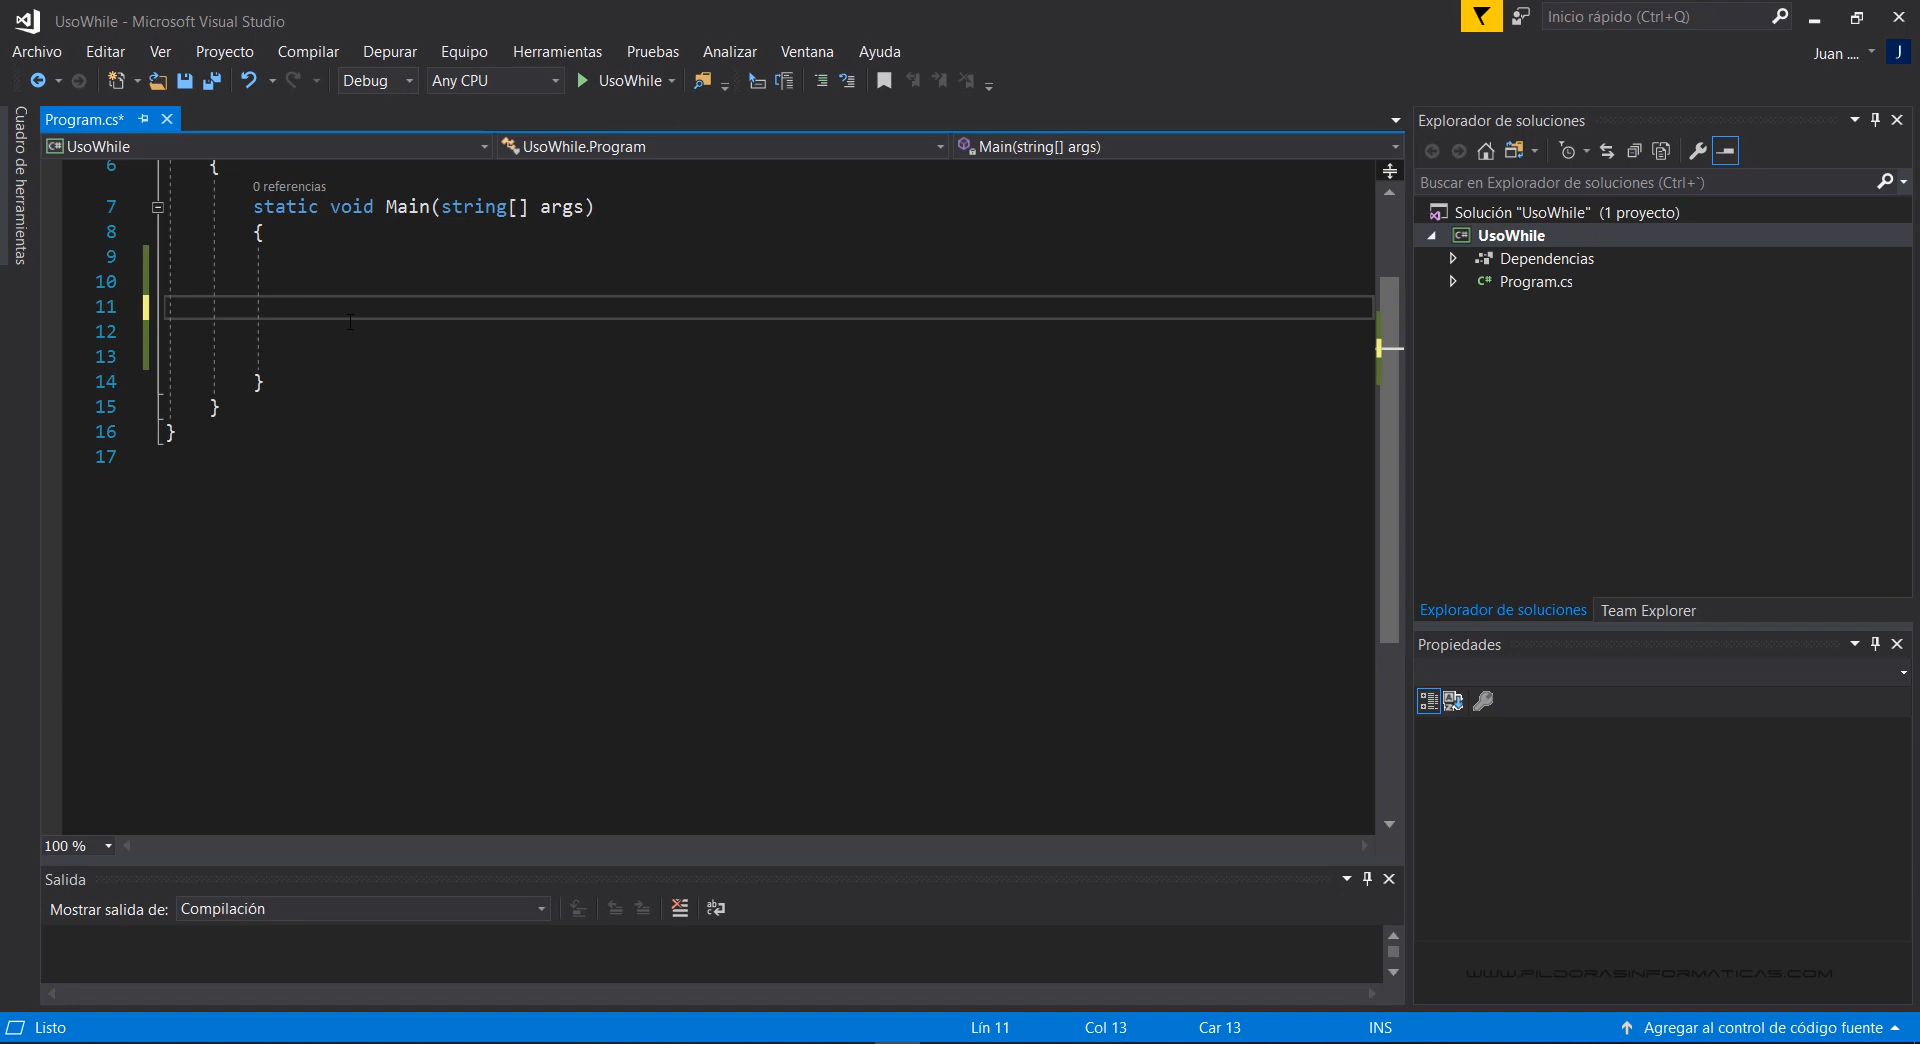 UsoWhile - Microsoft Visual Studio
Inicio rápido (Ctrl+Q)
Archivo Editar Ver Proyecto Compilar Depurar Equipo Herramientas Pruebas Analizar Ventana Ayuda
Juan .... J
Debug Any CPU UsoWhile
Cuadro de herramientas
Program.cs*
UsoWhile UsoWhile.Program Main(string[] args)
6 {
0 referencias
7 static void Main(string[] args)
8 {
9
10
11
12
13
14 }
15 }
16 }
17
100 %
Salida
Mostrar salida de: Compilación
Explorador de soluciones
Buscar en Explorador de soluciones (Ctrl+`)
Solución "UsoWhile" (1 proyecto)
C# UsoWhile
Dependencias
C# Program.cs
Explorador de soluciones Team Explorer
Propiedades
WWW.PILDORASINFORMATICAS.COM
Listo Lín 11 Col 13 Car 13 INS Agregar al control de código fuente